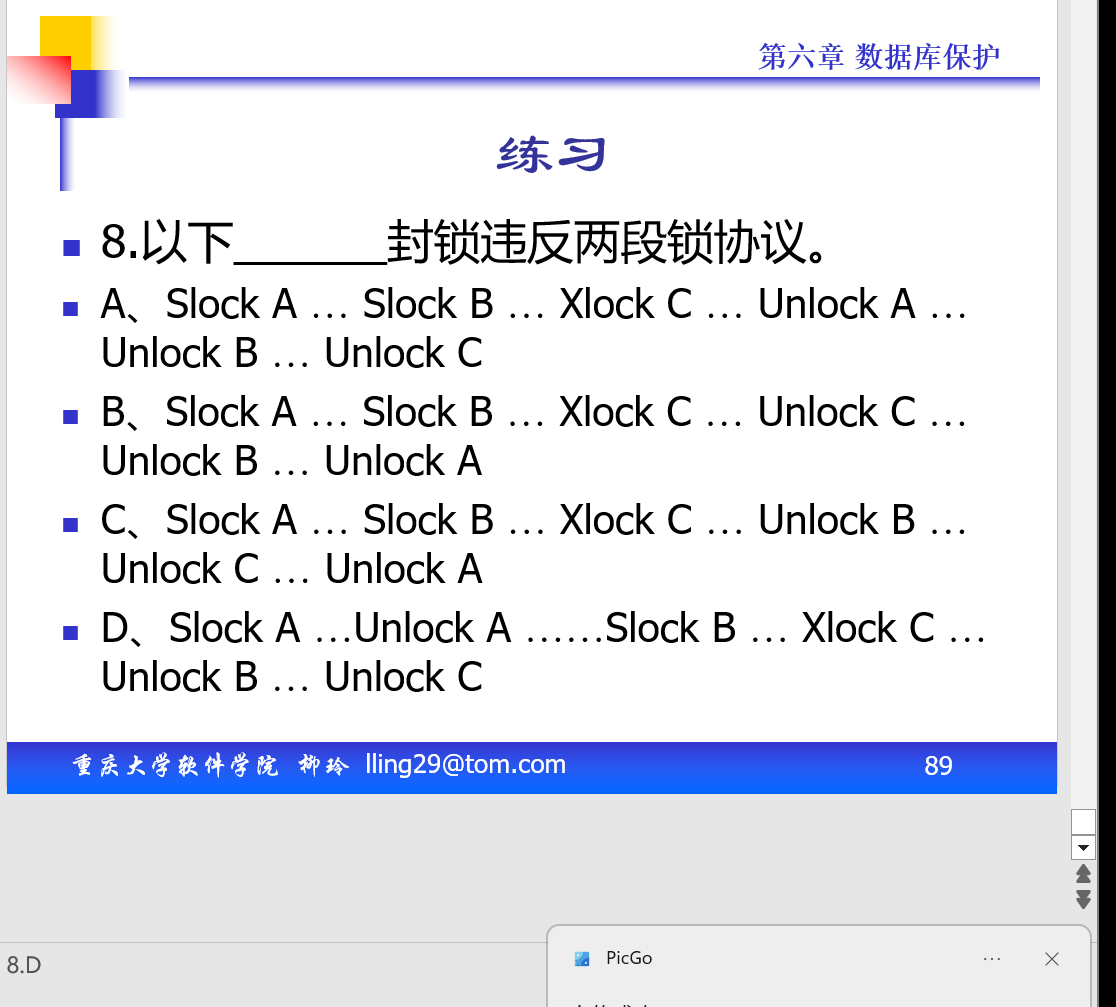 第六章 数据库保护
练习
8.以下_______封锁违反两段锁协议。
A、Slock A … Slock B … Xlock C … Unlock A …
Unlock B … Unlock C
B、Slock A … Slock B … Xlock C … Unlock C …
Unlock B … Unlock A
C、Slock A … Slock B … Xlock C … Unlock B …
Unlock C … Unlock A
D、Slock A …Unlock A ……Slock B … Xlock C …
Unlock B … Unlock C
重庆大学软件学院 柳玲 lling29@tom.com 89
8.D
PicGo